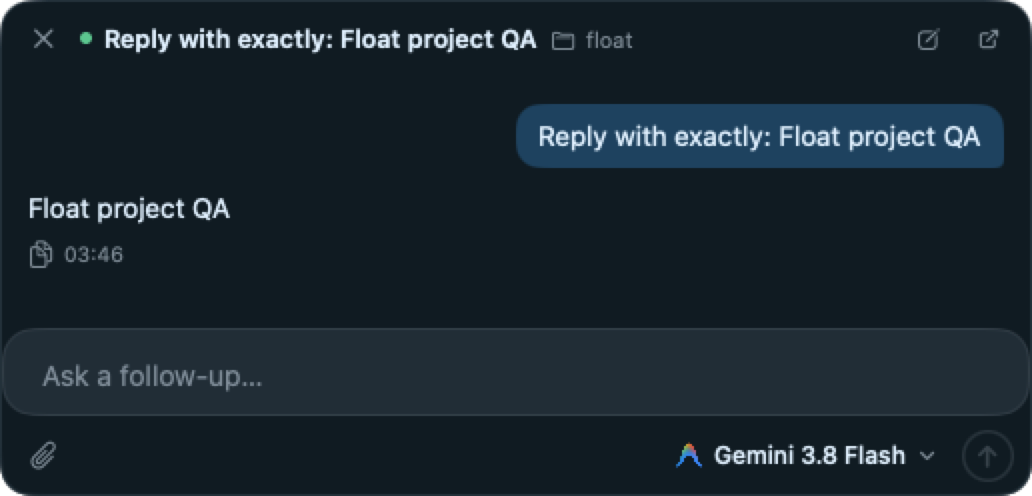 Reply with exactly: Float project QA float
Reply with exactly: Float project QA
Float project QA
03:46
Ask a follow-up...
Gemini 3.8 Flash